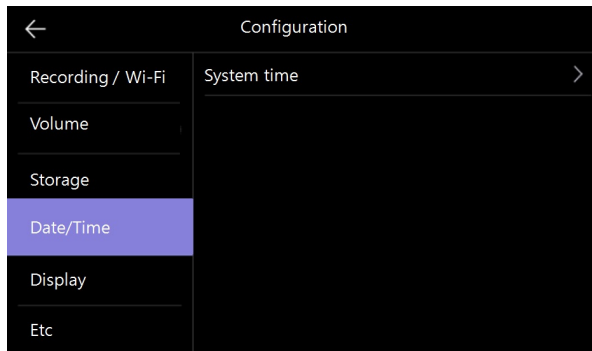 Configuration
Recording / Wi-Fi
Volume
Storage
Date/Time
Display
Etc
System time